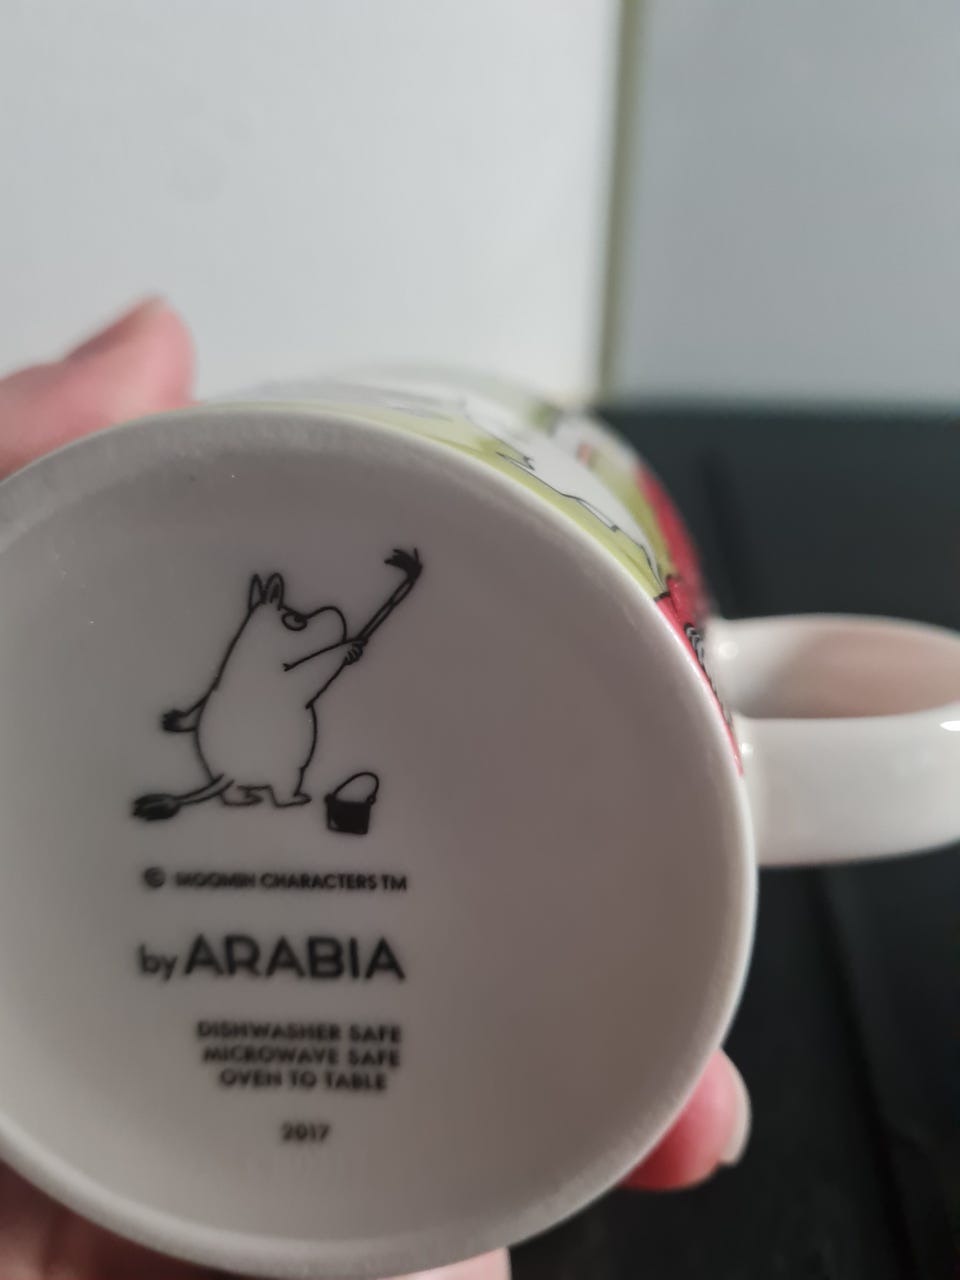 © MOOMIN CHARACTERS TM
by ARABIA
DISHWASHER SAFE
MICROWAVE SAFE
OVEN TO TABLE
2017